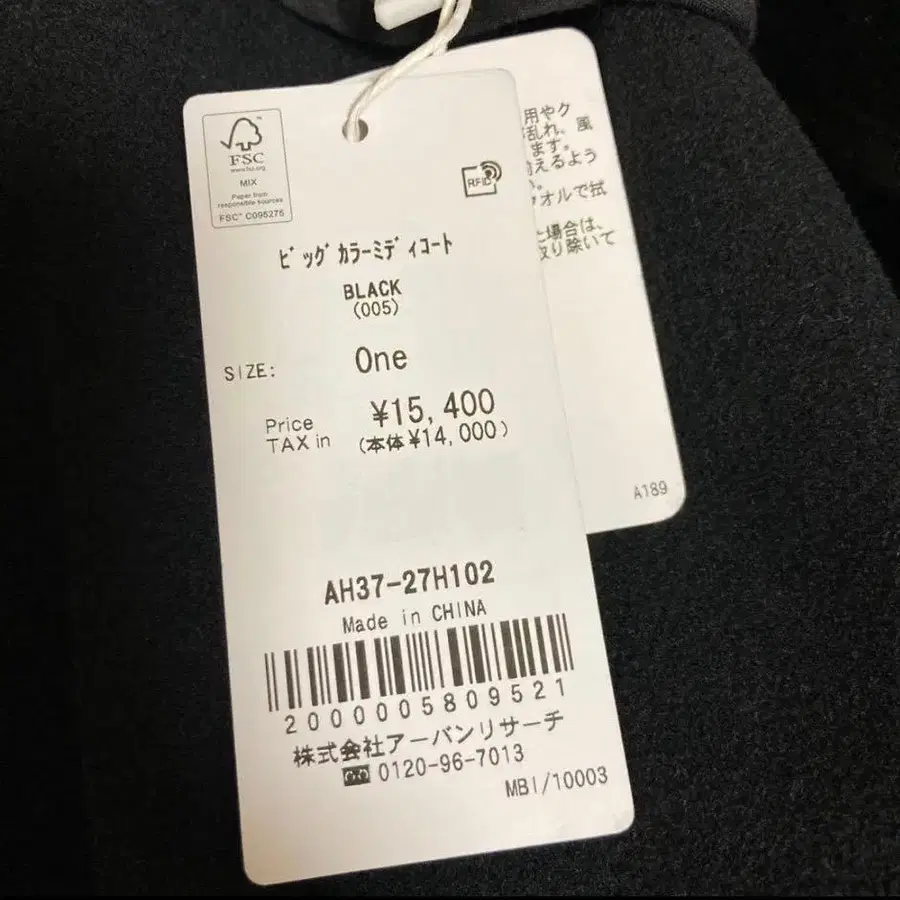 FSC™
www.fsc.org
MIX
Paper from
responsible sources
FSC™ C095275
RFID
ﾋﾞｯｸﾞｶﾗｰﾐﾃﾞｨｺｰﾄ
BLACK
(005)
SIZE: One
Price ¥15,400
TAX in (本体¥14,000)
AH37-27H102
Made in CHINA
2000005809521
株式会社アーバンリサーチ
0120-96-7013
MBI/10003
用やク
乱れ、風
ます。
えるよう
。
タオルで拭
た場合は、
取り除いて
A189